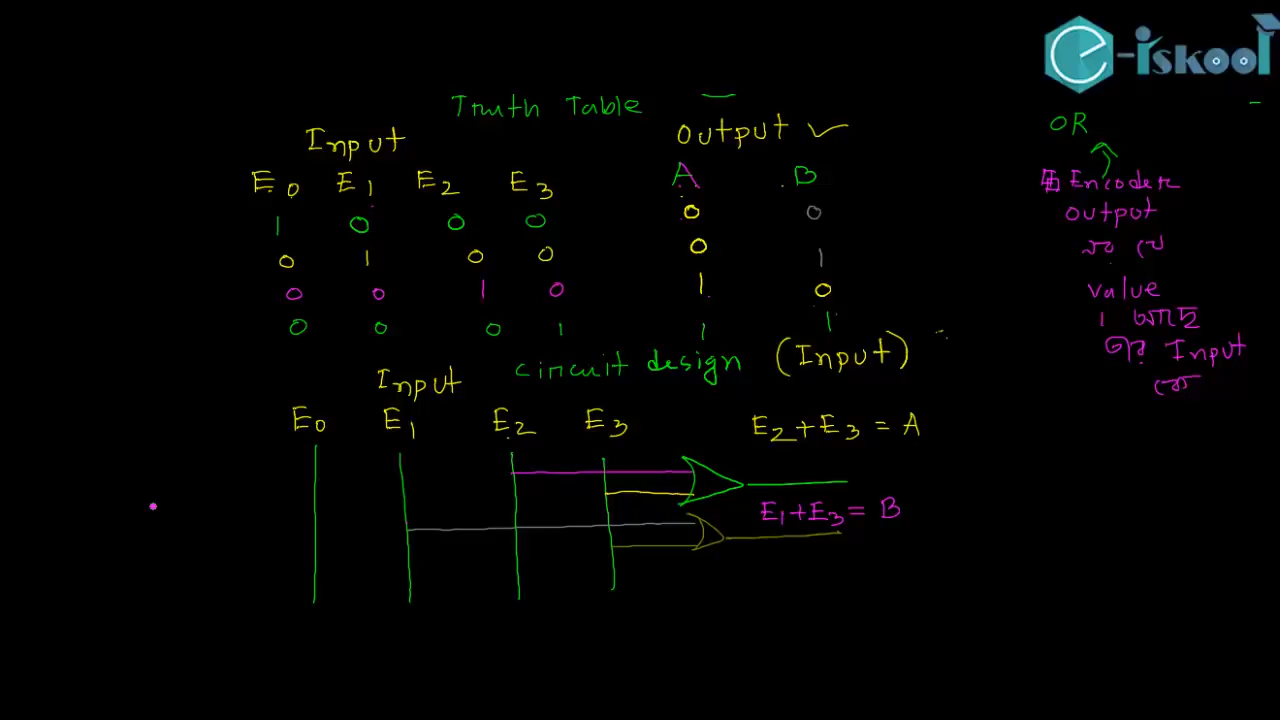 e-iskool
Truth Table
Input Output
E0 E1 E2 E3 A B
1 0 0 0 0 0
0 1 0 0 0 1
0 0 1 0 1 0
0 0 0 1 1 1
circuit design (Input)
Input
E0 E1 E2 E3
E2+E3 = A
E1+E3 = B
OR
Encoder
output
value
1
Input